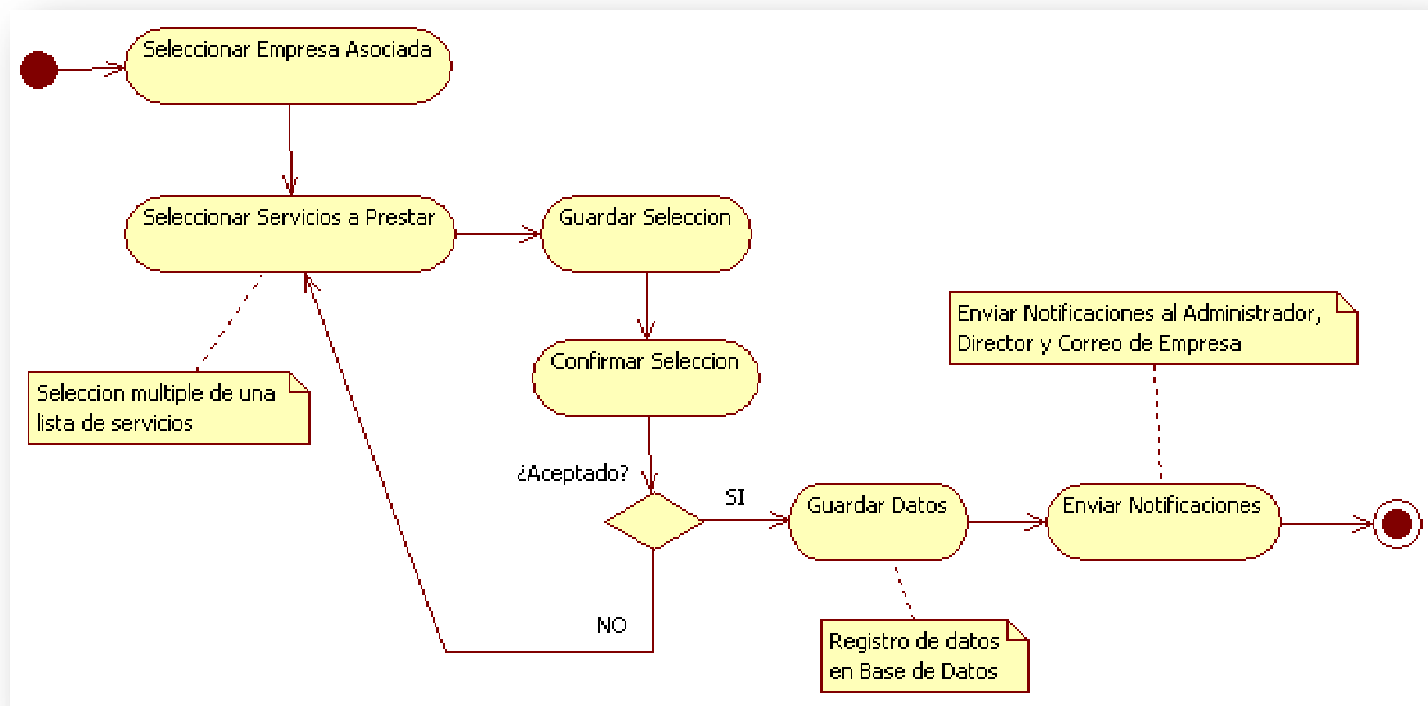 Seleccionar Empresa Asociada
Seleccionar Servicios a Prestar
Guardar Seleccion
Enviar Notificaciones al Administrador,
Director y Correo de Empresa
Confirmar Seleccion
Seleccion multiple de una
lista de servicios
¿Aceptado?
SI
Guardar Datos
Enviar Notificaciones
NO
Registro de datos
en Base de Datos